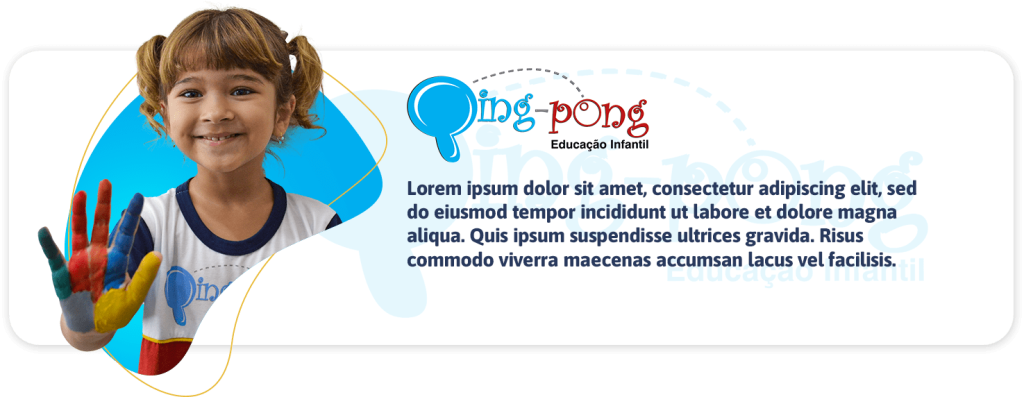 Ping-pong
Educação Infantil
Lorem ipsum dolor sit amet, consectetur adipiscing elit, sed
do eiusmod tempor incididunt ut labore et dolore magna
aliqua. Quis ipsum suspendisse ultrices gravida. Risus
commodo viverra maecenas accumsan lacus vel facilisis.
Ping-pong
Educação Infantil
Ping